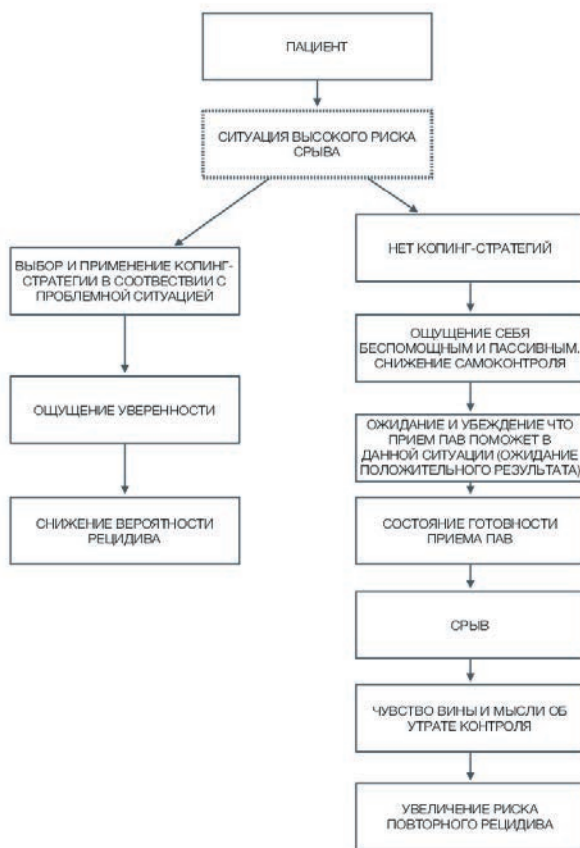 ПАЦИЕНТ
СИТУАЦИЯ ВЫСОКОГО РИСКА
СРЫВА
ВЫБОР И ПРИМЕНЕНИЕ КОПИНГ-
СТРАТЕГИИ В СООТВЕСТВИИ С
ПРОБЛЕМНОЙ СИТУАЦИЕЙ
ОЩУЩЕНИЕ УВЕРЕННОСТИ
СНИЖЕНИЕ ВЕРОЯТНОСТИ
РЕЦИДИВА
НЕТ КОПИНГ-СТРАТЕГИЙ
ОЩУЩЕНИЕ СЕБЯ
БЕСПОМОЩНЫМ И ПАССИВНЫМ.
СНИЖЕНИЕ САМОКОНТРОЛЯ
ОЖИДАНИЕ И УБЕЖДЕНИЕ ЧТО
ПРИЕМ ПАВ ПОМОЖЕТ В
ДАННОЙ СИТУАЦИИ (ОЖИДАНИЕ
ПОЛОЖИТЕЛЬНОГО РЕЗУЛЬТАТА)
СОСТОЯНИЕ ГОТОВНОСТИ
ПРИЕМА ПАВ
СРЫВ
ЧУВСТВО ВИНЫ И МЫСЛИ ОБ
УТРАТЕ КОНТРОЛЯ
УВЕЛИЧЕНИЕ РИСКА
ПОВТОРНОГО РЕЦИДИВА